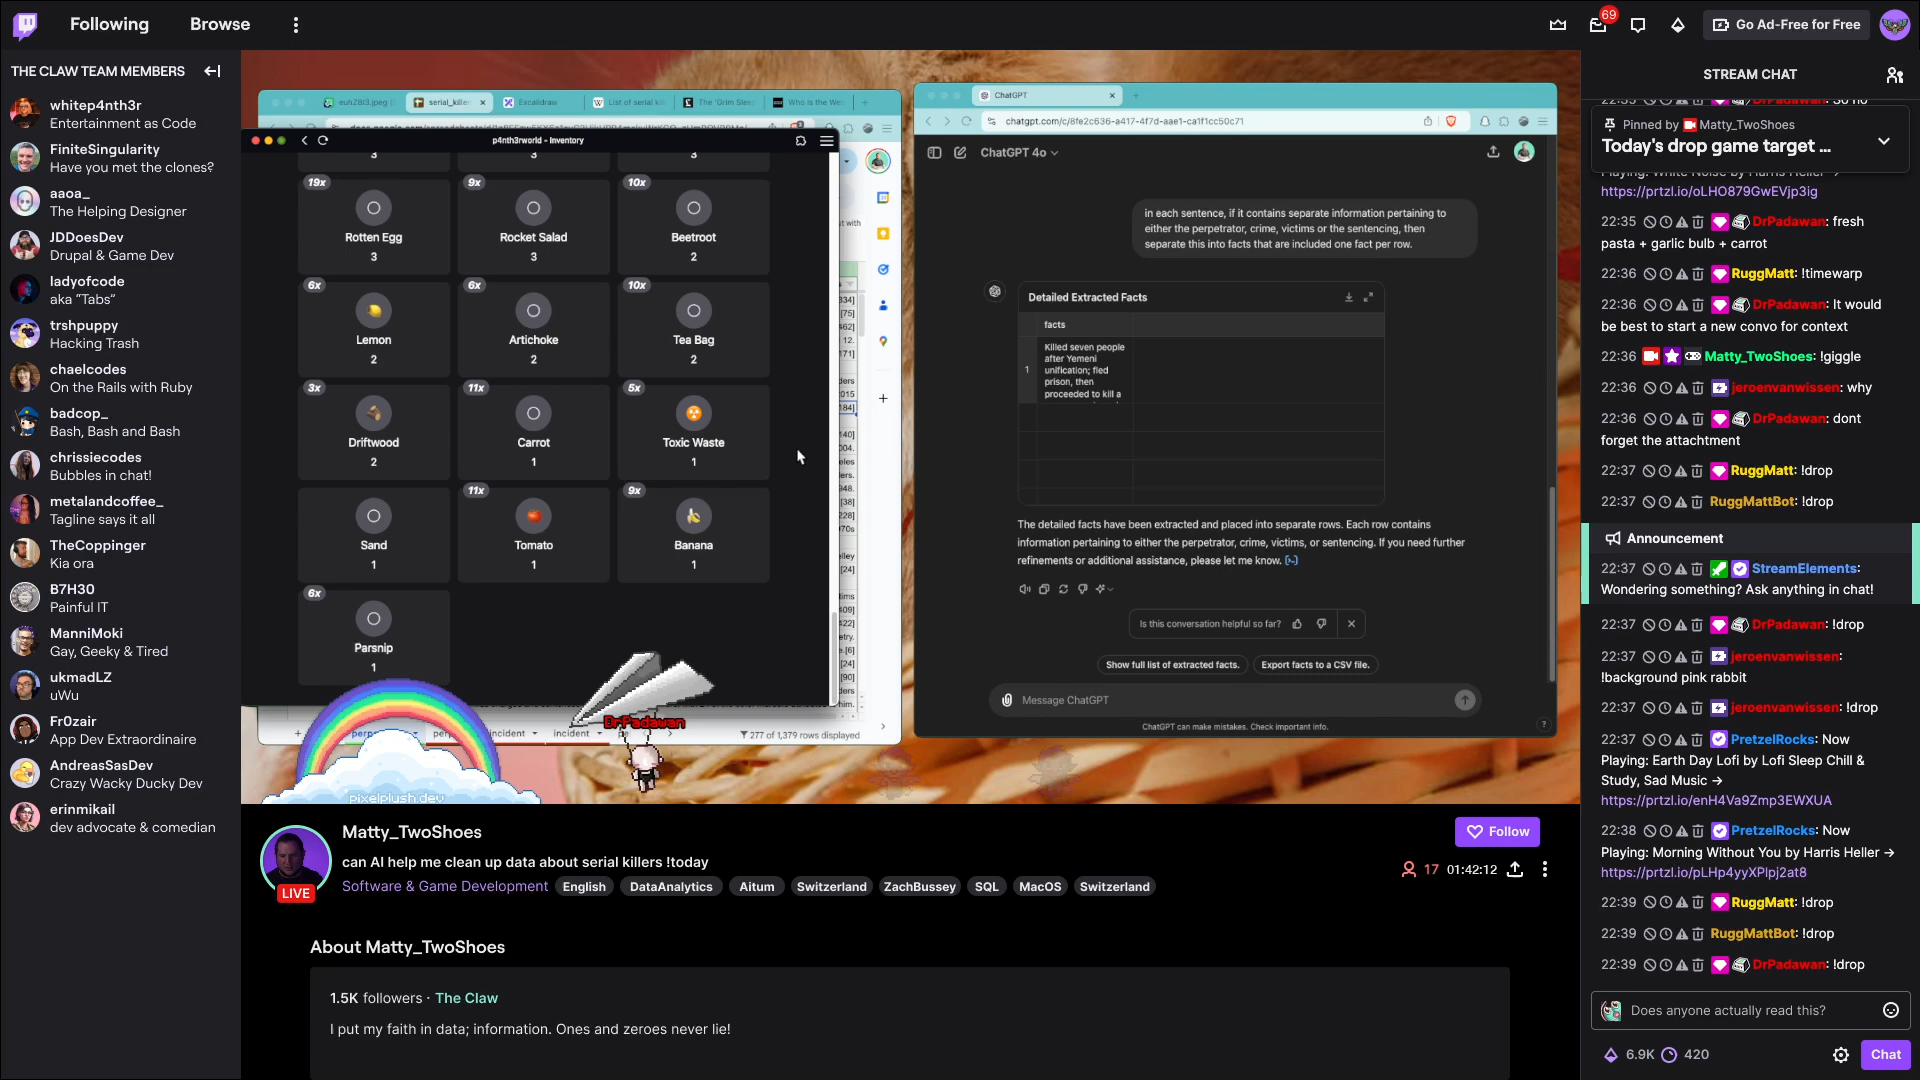 Following
Browse
69
Go Ad-Free for Free
THE CLAW TEAM MEMBERS
whitep4nth3r
Entertainment as Code
FiniteSingularity
Have you met the clones?
aaoa_
The Helping Designer
JDDoesDev
Drupal & Game Dev
ladyofcode
aka “Tabs”
trshpuppy
Hacking Trash
chaelcodes
On the Rails with Ruby
badcop_
Bash, Bash and Bash
chrissiecodes
Bubbles in chat!
metalandcoffee_
Tagline says it all
TheCoppinger
Kia ora
B7H30
Painful IT
ManniMoki
Gay, Geeky & Tired
ukmadLZ
uWu
Fr0zair
App Dev Extraordinaire
AndreasSasDev
Crazy Wacky Ducky Dev
erinmikail
dev advocate & comedian
serial_killer
Excalidraw
List of serial kill
The 'Grim Slee
Who is the We
p4nth3rworld - Inventory
3
3
19x
Rotten Egg
3
9x
Rocket Salad
3
10x
Beetroot
2
6x
Lemon
2
6x
Artichoke
2
10x
Tea Bag
2
3x
Driftwood
2
11x
Carrot
1
5x
Toxic Waste
1
Sand
1
11x
Tomato
1
9x
Banana
1
6x
Parsnip
1
incident
incident
277 of 1,379 rows displayed
DrPadawan
pixelplush.dev
ChatGPT
chatgpt.com/c/8fe2c636-a417-4f7d-aae1-ca1f1cc50c71
ChatGPT 4o
in each sentence, if it contains separate information pertaining to
either the perpetrator, crime, victims or the sentencing, then
separate this into facts that are included one fact per row.
Detailed Extracted Facts
facts
1
Killed seven people
after Yemeni
unification; fled
prison, then
proceeded to kill a
The detailed facts have been extracted and placed into separate rows. Each row contains
information pertaining to either the perpetrator, crime, victims, or sentencing. If you need further
refinements or additional assistance, please let me know. [>-]
Is this conversation helpful so far?
Show full list of extracted facts.
Export facts to a CSV file.
Message ChatGPT
ChatGPT can make mistakes. Check important info.
?
LIVE
Matty_TwoShoes
can AI help me clean up data about serial killers !today
Software & Game Development
English
DataAnalytics
Aitum
Switzerland
ZachBussey
SQL
MacOS
Switzerland
Follow
17
01:42:12
About Matty_TwoShoes
1.5K followers · The Claw
I put my faith in data; information. Ones and zeroes never lie!
STREAM CHAT
Pinned by Matty_TwoShoes
Today's drop game target ...
https://prtzl.io/oLHO879GwEVjp3ig
22:35 DrPadawan: fresh
pasta + garlic bulb + carrot
22:36 RuggMatt: !timewarp
22:36 DrPadawan: It would
be best to start a new convo for context
22:36 Matty_TwoShoes: !giggle
22:36 jeroenvanwissen: why
22:36 DrPadawan: dont
forget the attachtment
22:37 RuggMatt: !drop
22:37 RuggMattBot: !drop
Announcement
22:37 StreamElements:
Wondering something? Ask anything in chat!
22:37 DrPadawan: !drop
22:37 jeroenvanwissen:
!background pink rabbit
22:37 jeroenvanwissen: !drop
22:37 PretzelRocks: Now
Playing: Earth Day Lofi by Lofi Sleep Chill &
Study, Sad Music →
https://prtzl.io/enH4Va9Zmp3EWXUA
22:38 PretzelRocks: Now
Playing: Morning Without You by Harris Heller →
https://prtzl.io/pLHp4yyXPlpj2at8
22:39 RuggMatt: !drop
22:39 RuggMattBot: !drop
22:39 DrPadawan: !drop
Does anyone actually read this?
6.9K
420
Chat